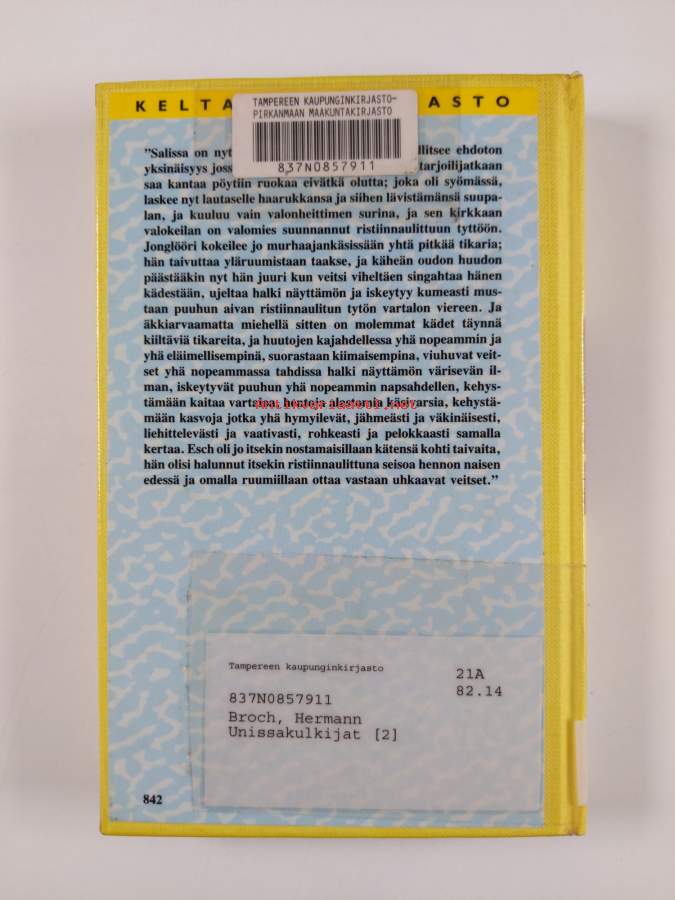 KELTA ASTO
TAMPEREEN KAUPUNGINKIRJASTO-
PIRKANMAAN MAAKUNTAKIRJASTO
837N0857911
"Salissa on nyt llitsee ehdoton
yksinäisyys joss tarjoilijatkaan
saa kantaa pöytiin ruokaa eivätkä olutta; joka oli syömässä,
laskee nyt lautaselle haarukkansa ja siihen lävistämänsä suupa-
lan, ja kuuluu vain valonheittimen surina, ja sen kirkkaan
valokeilan on valomies suunnannut ristiinnaulittuun tyttöön.
Jonglööri kokeilee jo murhaajankäsissään yhtä pitkää tikaria;
hän taivuttaa yläruumistaan taakse, ja käheän oudon huudon
päästääkin nyt hän juuri kun veitsi viheltäen singahtaa hänen
kädestään, ujeltaa halki näyttämön ja iskeytyy kumeasti mus-
taan puuhun aivan ristiinnaulitun tytön vartalon viereen. Ja
äkkiarvaamatta miehellä sitten on molemmat kädet täynnä
kiiltäviä tikareita, ja huutojen kajahdellessa yhä nopeammin ja
yhä eläimellisempinä, suorastaan kiimaisempina, viuhuvat veit-
set yhä nopeammassa tahdissa halki näyttämön värisevän il-
man, iskeytyvät puuhun yhä nopeammin napsahdellen, kehys-
tämään kaitaa vartaloa, hentoja alastomia käsivarsia, kehystä-
mään kasvoja jotka yhä hymyilevät, jähmeästi ja väkinäisesti,
liehittelevästi ja vaativasti, rohkeasti ja pelokkaasti samalla
kertaa. Esch oli jo itsekin nostamaisillaan kätensä kohti taivaita,
hän olisi halunnut itsekin ristiinnaulittuna seisoa hennon naisen
edessä ja omalla ruumiillaan ottaa vastaan uhkaavat veitset."
antikvariaatti.net
Tampereen kaupunginkirjasto
21A
82.14
837N0857911
Broch, Hermann
Unissakulkijat [2]
842